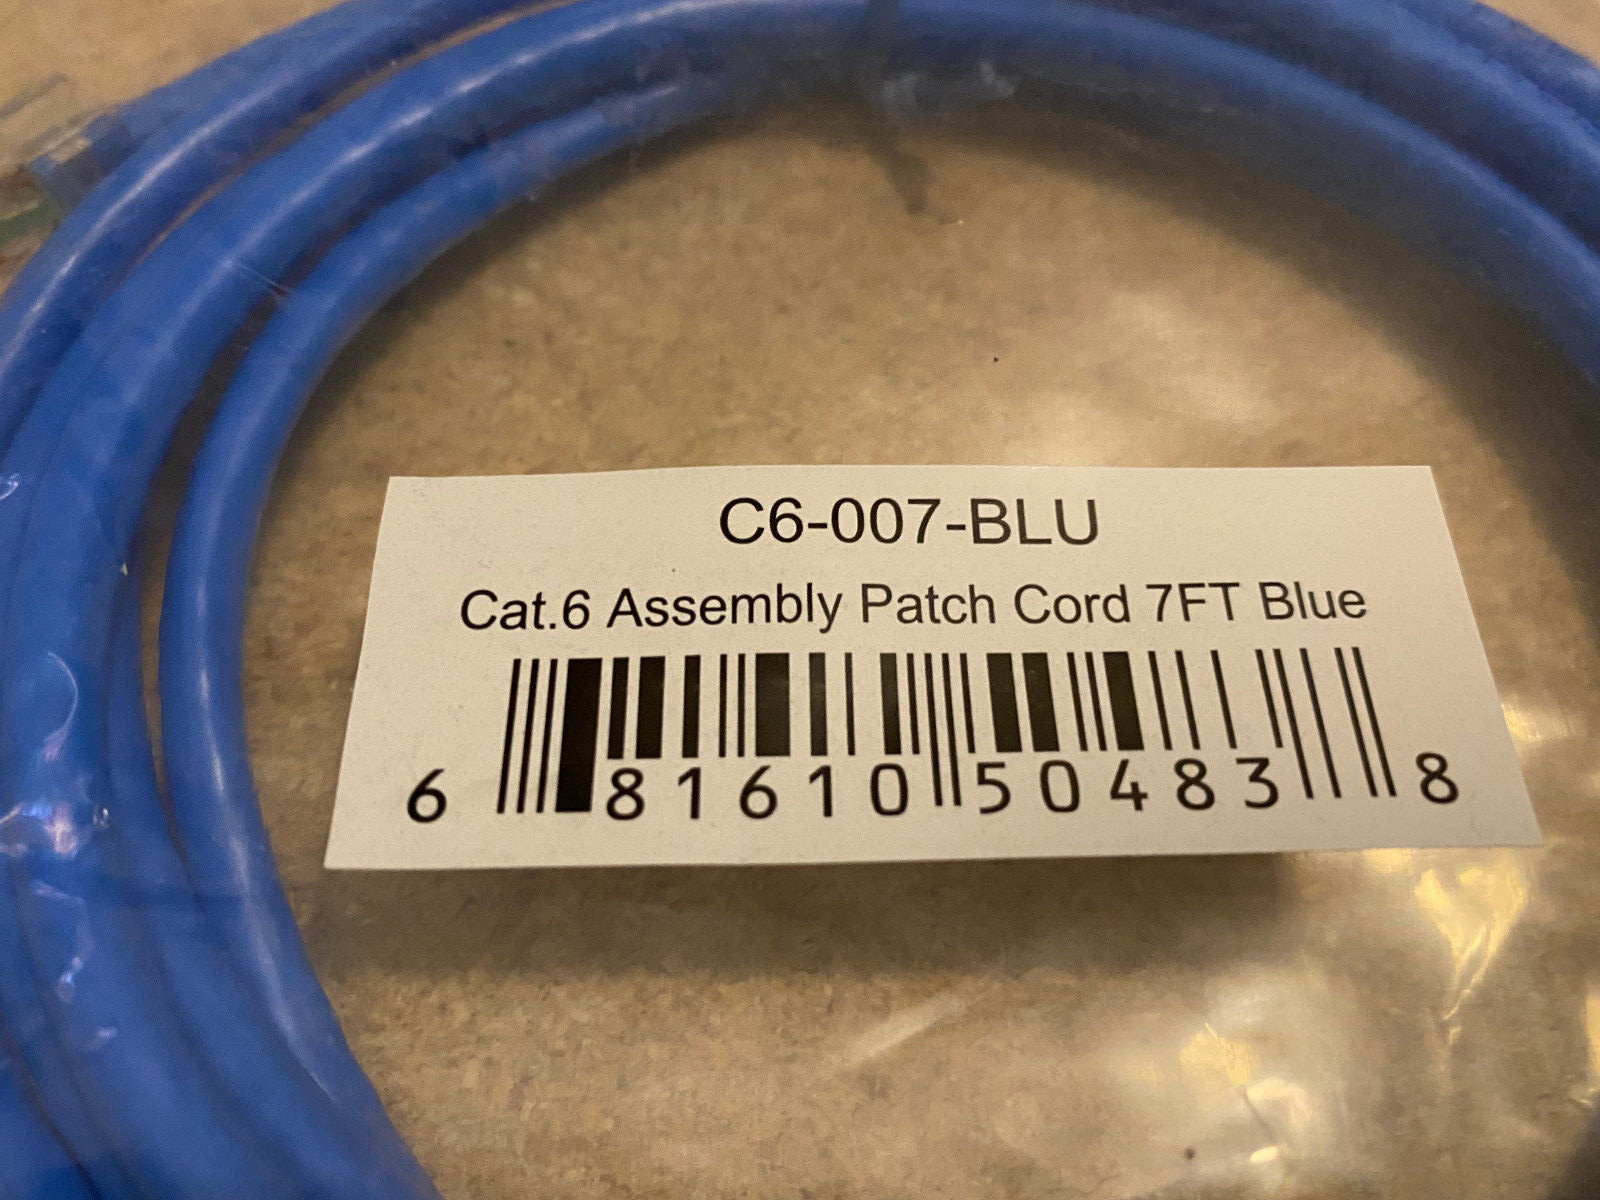 C6-007-BLU
Cat.6 Assembly Patch Cord 7FT Blue
6 81610 50483 8